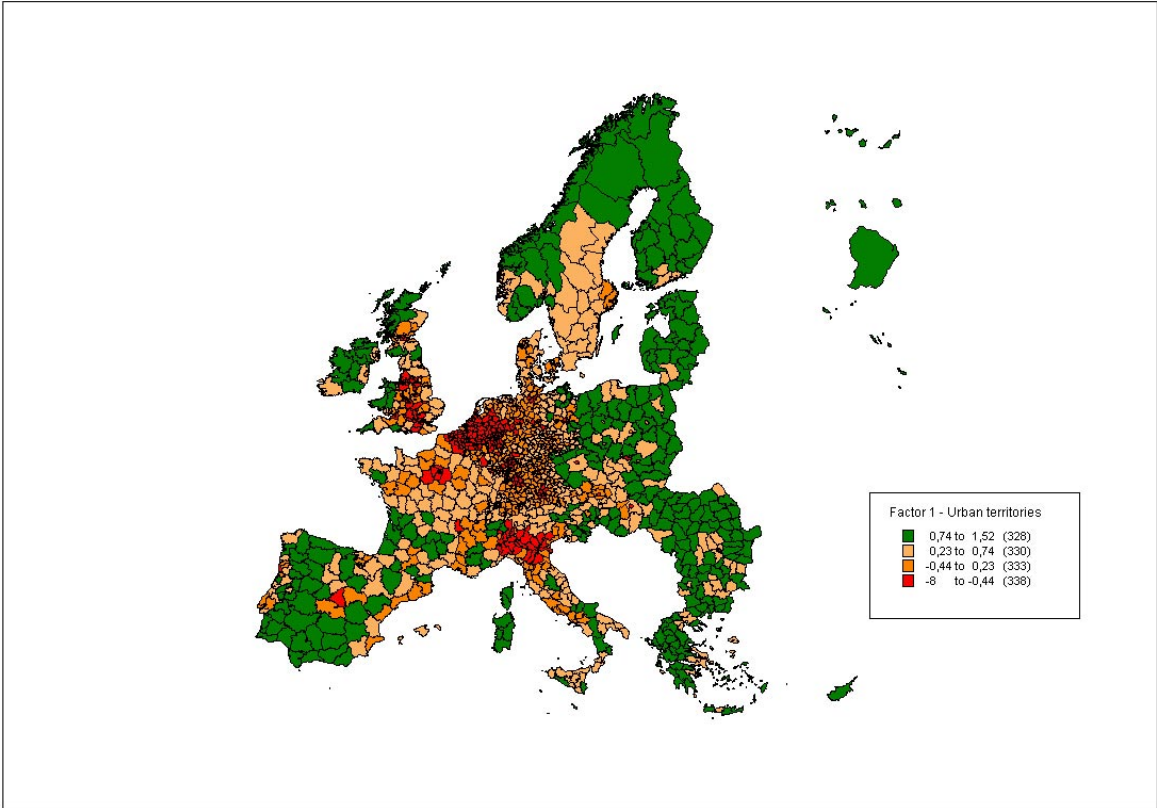 Factor 1 - Urban territories
0,74 to 1,52 (328)
0,23 to 0,74 (330)
-0,44 to 0,23 (333)
-8 to -0,44 (338)